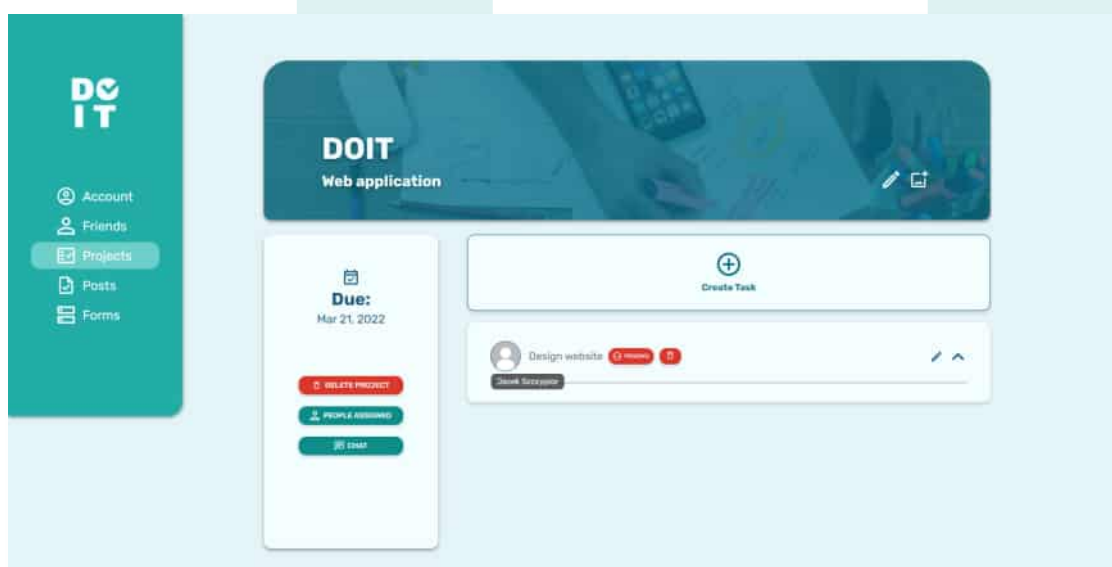 DO
IT
Account
Friends
Projects
Posts
Forms
DOIT
Web application
Due:
Mar 21, 2022
DELETE PROJECT
PEOPLE ASSIGNED
CHAT
Create Task
Design website
Jacek